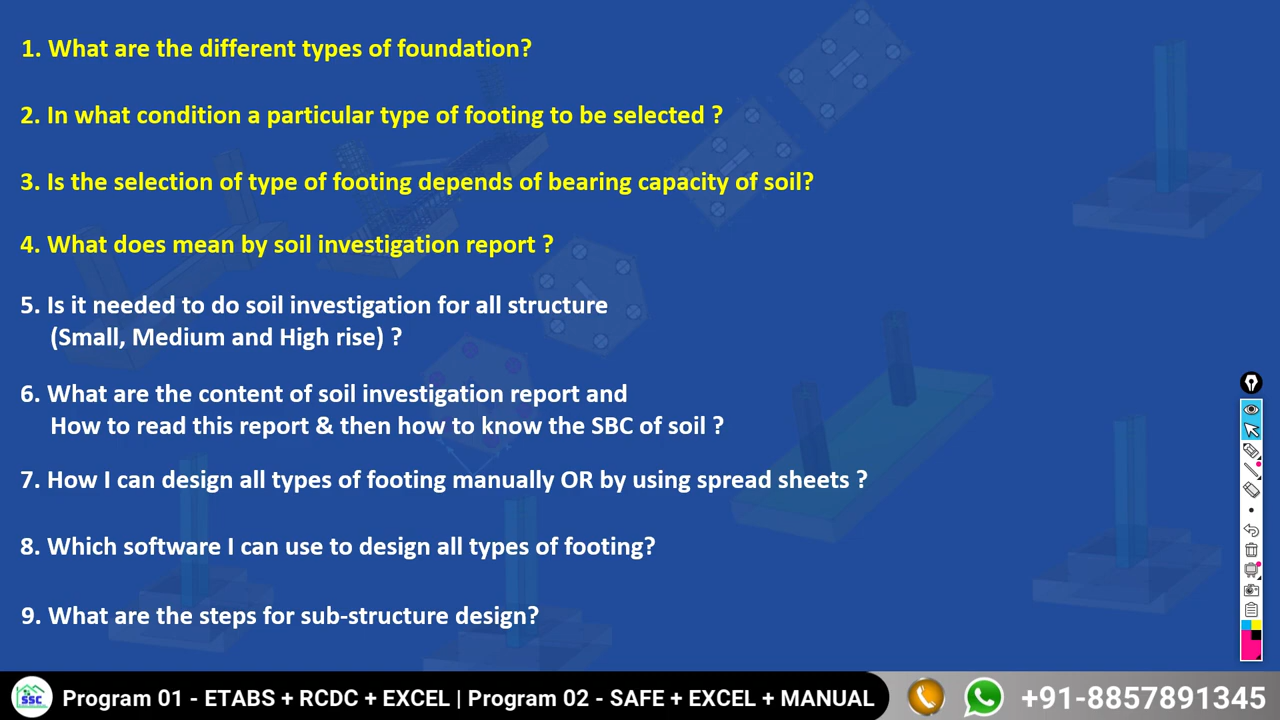 1. What are the different types of foundation?
2. In what condition a particular type of footing to be selected ?
3. Is the selection of type of footing depends of bearing capacity of soil?
4. What does mean by soil investigation report ?
5. Is it needed to do soil investigation for all structure
(Small, Medium and High rise) ?
6. What are the content of soil investigation report and
How to read this report & then how to know the SBC of soil ?
7. How I can design all types of footing manually OR by using spread sheets ?
8. Which software I can use to design all types of footing?
9. What are the steps for sub-structure design?
SSC Program 01 - ETABS + RCDC + EXCEL | Program 02 - SAFE + EXCEL + MANUAL +91-8857891345